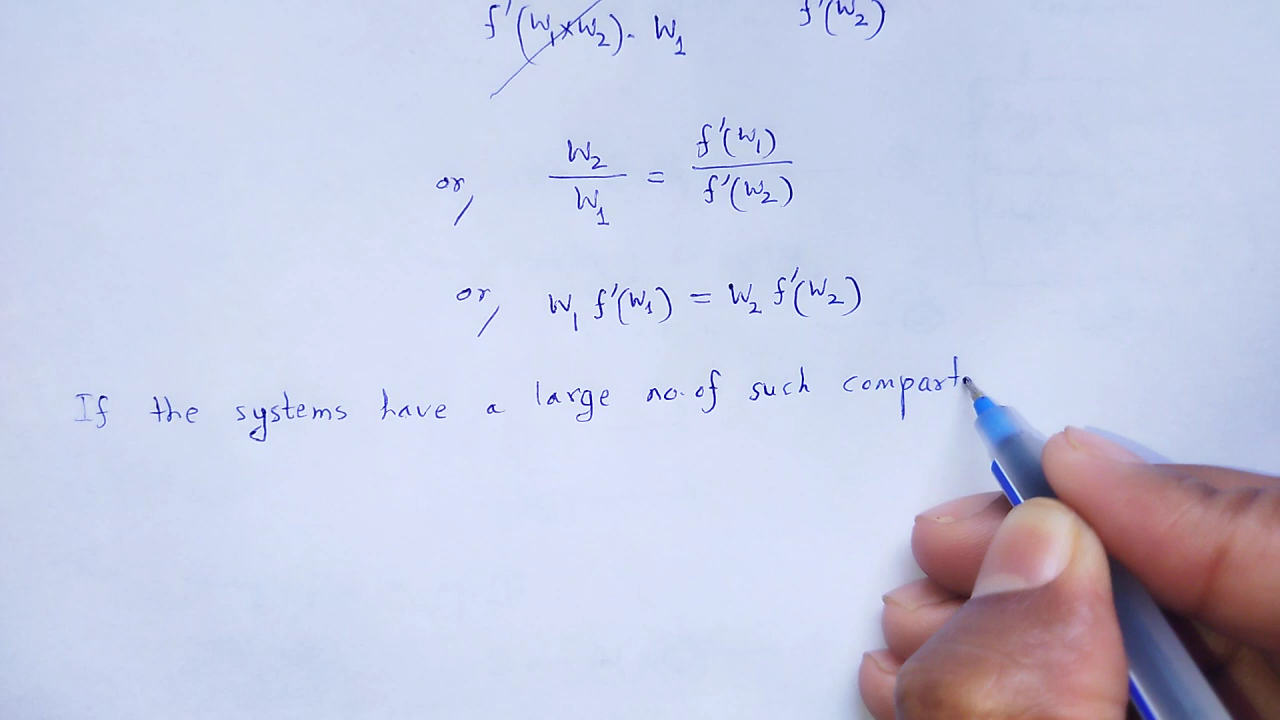 f'(W₁×W₂). W₁ f'(W₂)
or, W₂/W₁ = f'(W₁)/f'(W₂)
or, W₁ f'(W₁) = W₂ f'(W₂)
If the systems have a large no. of such compart